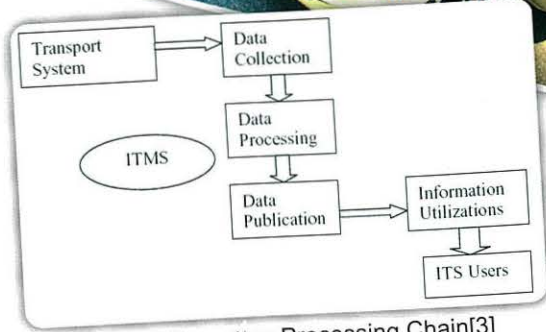 Transport
System
Data
Collection
Data
Processing
ITMS
Data
Publication
Information
Utilizations
ITS Users
Processing Chain[3]